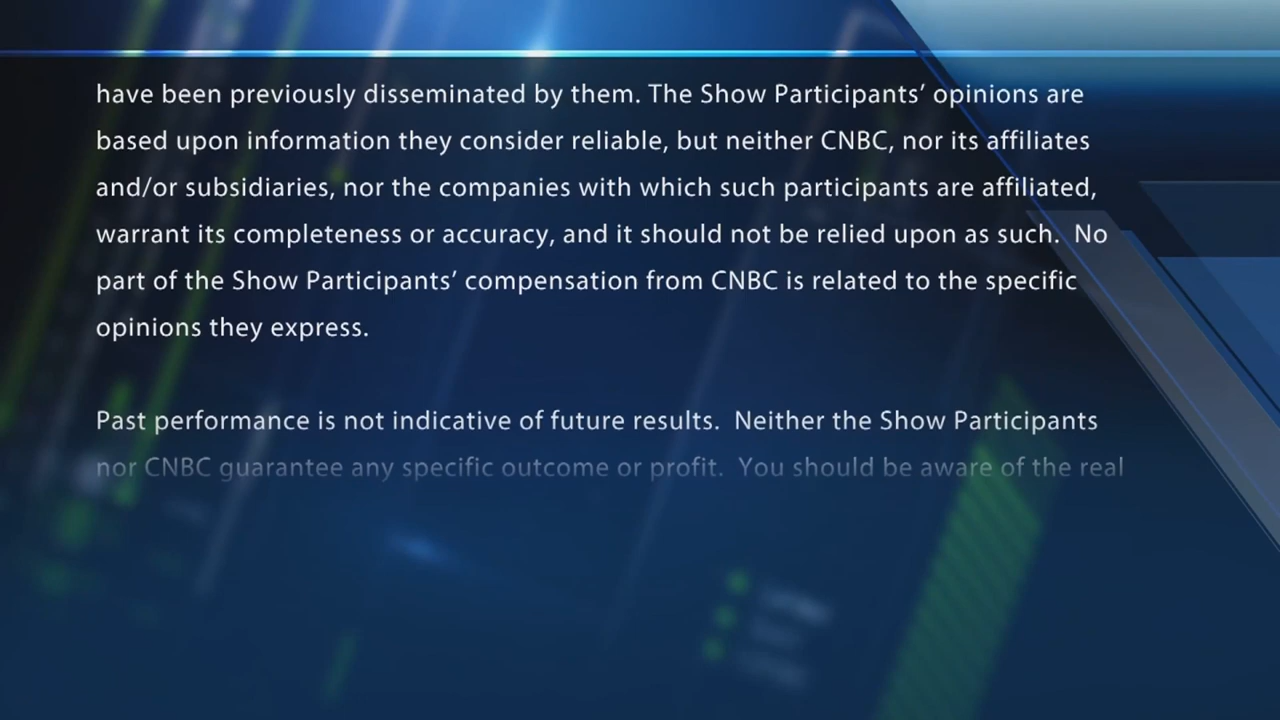 have been previously disseminated by them. The Show Participants’ opinions are
based upon information they consider reliable, but neither CNBC, nor its affiliates
and/or subsidiaries, nor the companies with which such participants are affiliated,
warrant its completeness or accuracy, and it should not be relied upon as such.  No
part of the Show Participants’ compensation from CNBC is related to the specific
opinions they express.
Past performance is not indicative of future results.  Neither the Show Participants
nor CNBC guarantee any specific outcome or profit.  You should be aware of the real